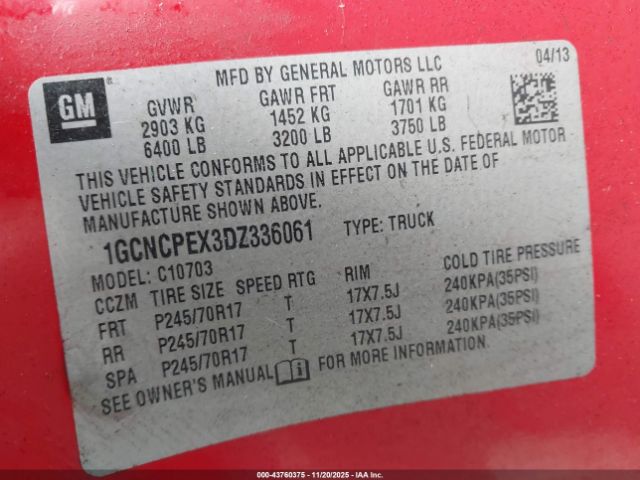 GM
MFD BY GENERAL MOTORS LLC 04/13
GVWR GAWR FRT GAWR RR
2903 KG 1452 KG 1701 KG
6400 LB 3200 LB 3750 LB
THIS VEHICLE CONFORMS TO ALL APPLICABLE U.S. FEDERAL MOTOR
VEHICLE SAFETY STANDARDS IN EFFECT ON THE DATE OF
MANUFACTURE SHOWN ABOVE.
1GCNCPEX3DZ336061 TYPE: TRUCK
MODEL: C10703
CCZM TIRE SIZE SPEED RTG RIM COLD TIRE PRESSURE
FRT P245/70R17 T 17X7.5J 240KPA(35PSI)
RR P245/70R17 T 17X7.5J 240KPA(35PSI)
SPA P245/70R17 T 17X7.5J 240KPA(35PSI)
SEE OWNER'S MANUAL FOR MORE INFORMATION.
000-43760375 - 11/20/2025 - COPART IAAI